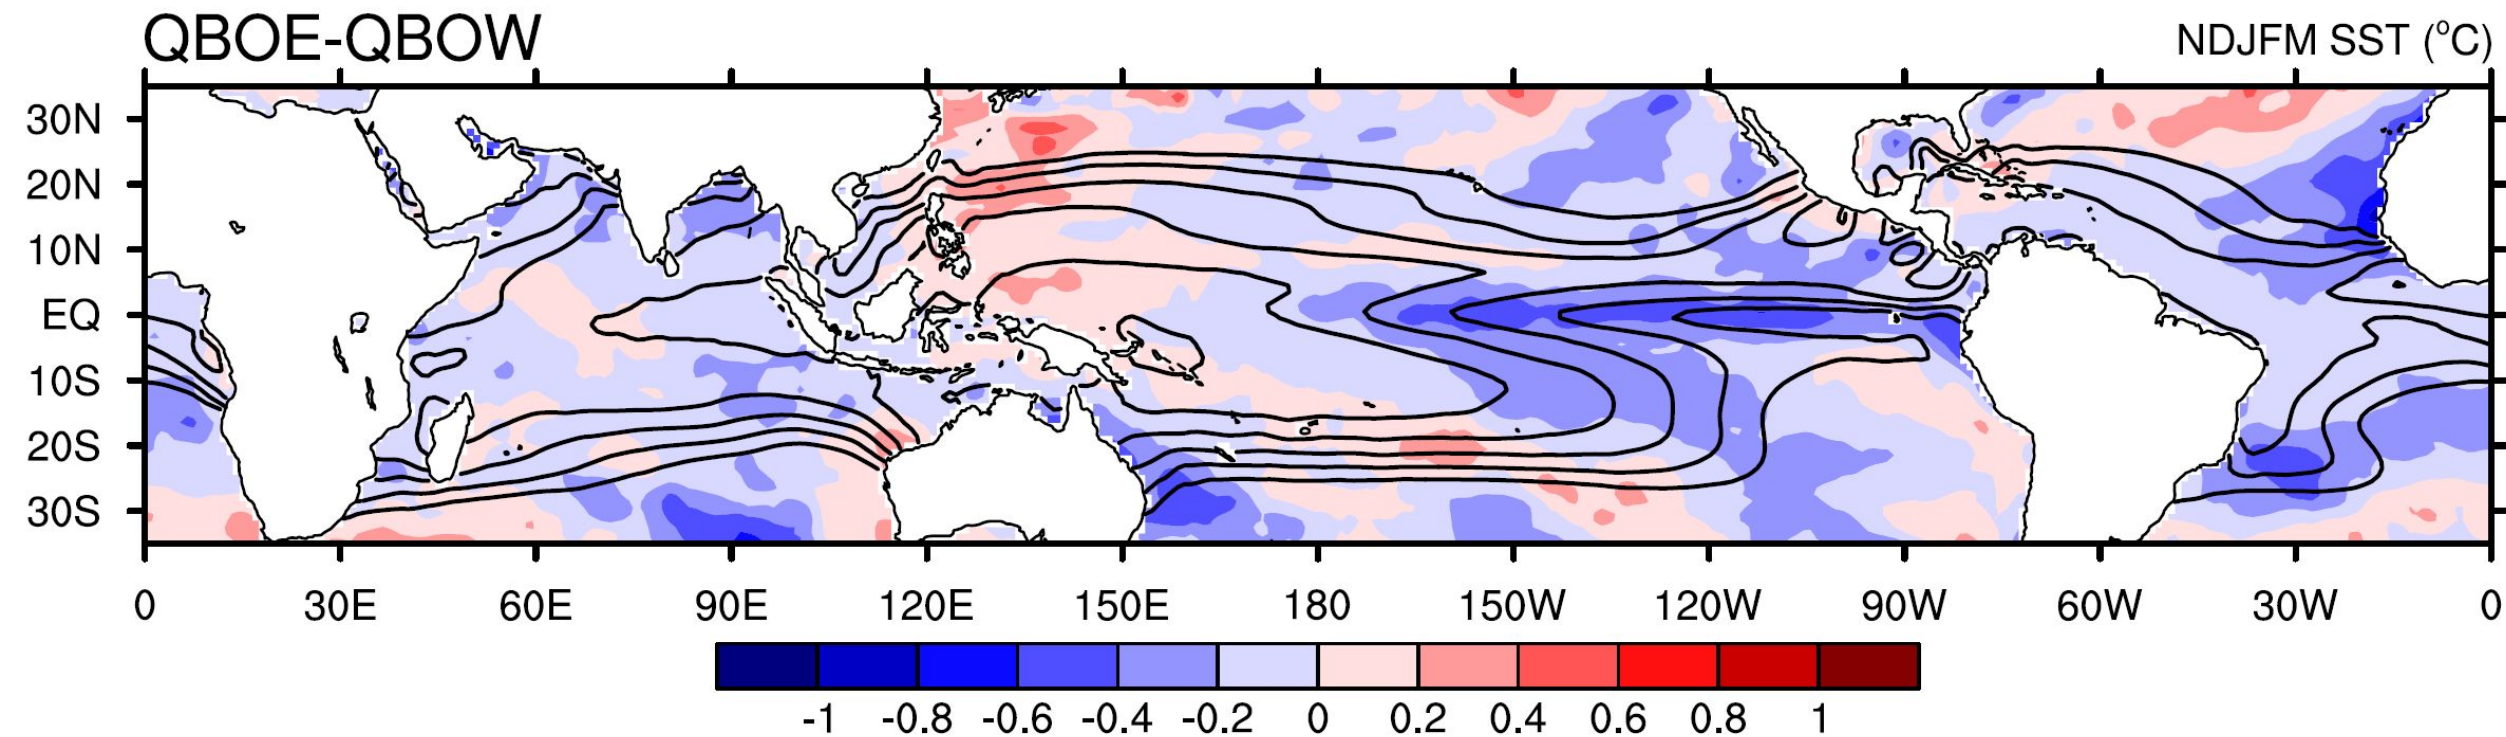 QBOE-QBOW
NDJFM SST (°C)
30N
20N
10N
EQ
10S
20S
30S
0 30E 60E 90E 120E 150E 180 150W 120W 90W 60W 30W 0
-1 -0.8 -0.6 -0.4 -0.2 0 0.2 0.4 0.6 0.8 1